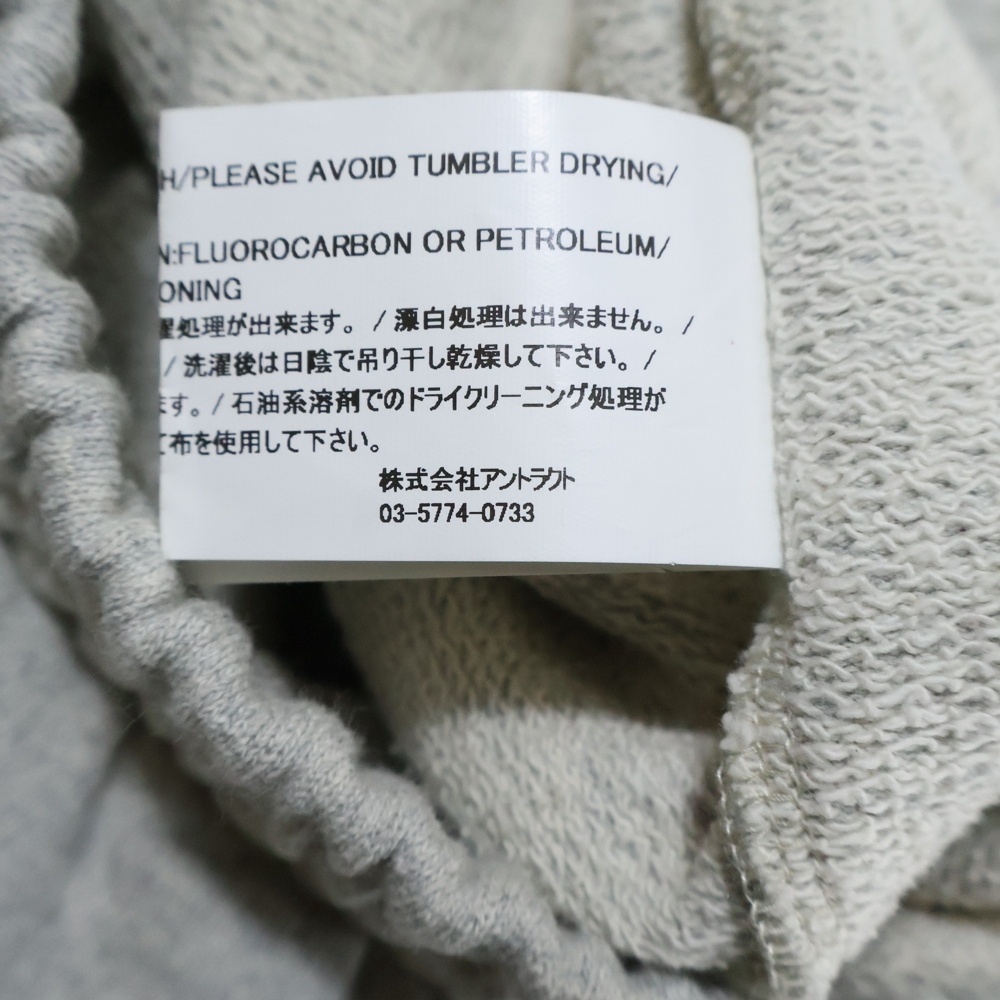 H/PLEASE AVOID TUMBLER DRYING/
N:FLUOROCARBON OR PETROLEUM/
ONING
濯処理が出来ます。/漂白処理は出来ません。/
/洗濯後は日陰で吊り干し乾燥して下さい。/
ます。/石油系溶剤でのドライクリーニング処理が
て布を使用して下さい。
株式会社アントラクト
03-5774-0733